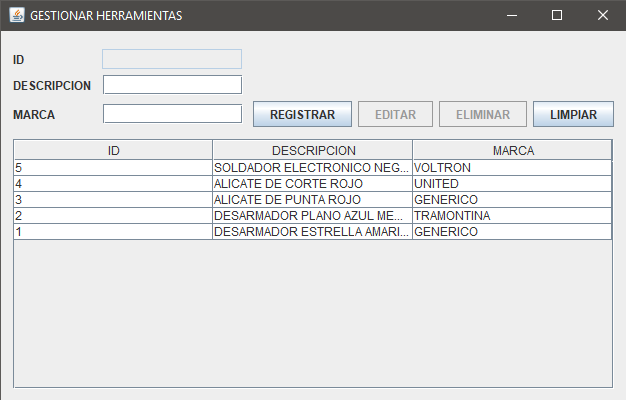 GESTIONAR HERRAMIENTAS
ID
DESCRIPCION
MARCA REGISTRAR EDITAR ELIMINAR LIMPIAR
ID DESCRIPCION MARCA
5 SOLDADOR ELECTRONICO NEG... VOLTRON
4 ALICATE DE CORTE ROJO UNITED
3 ALICATE DE PUNTA ROJO GENERICO
2 DESARMADOR PLANO AZUL ME... TRAMONTINA
1 DESARMADOR ESTRELLA AMARI... GENERICO